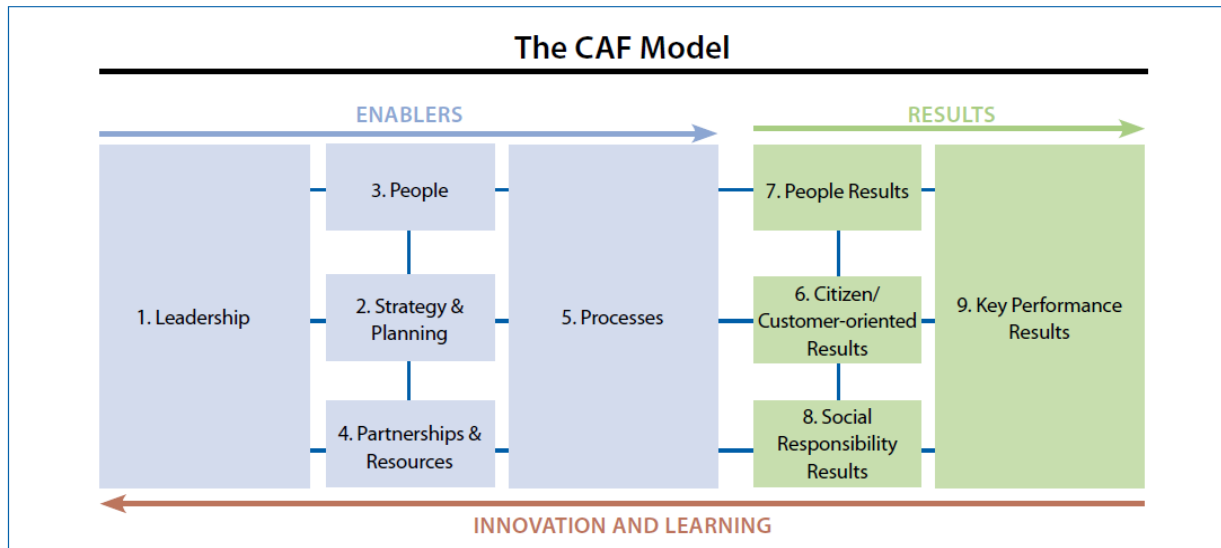 The CAF Model
ENABLERS
RESULTS
1. Leadership
3. People
2. Strategy &
Planning
4. Partnerships &
Resources
5. Processes
7. People Results
6. Citizen/
Customer-oriented
Results
8. Social
Responsibility
Results
9. Key Performance
Results
INNOVATION AND LEARNING